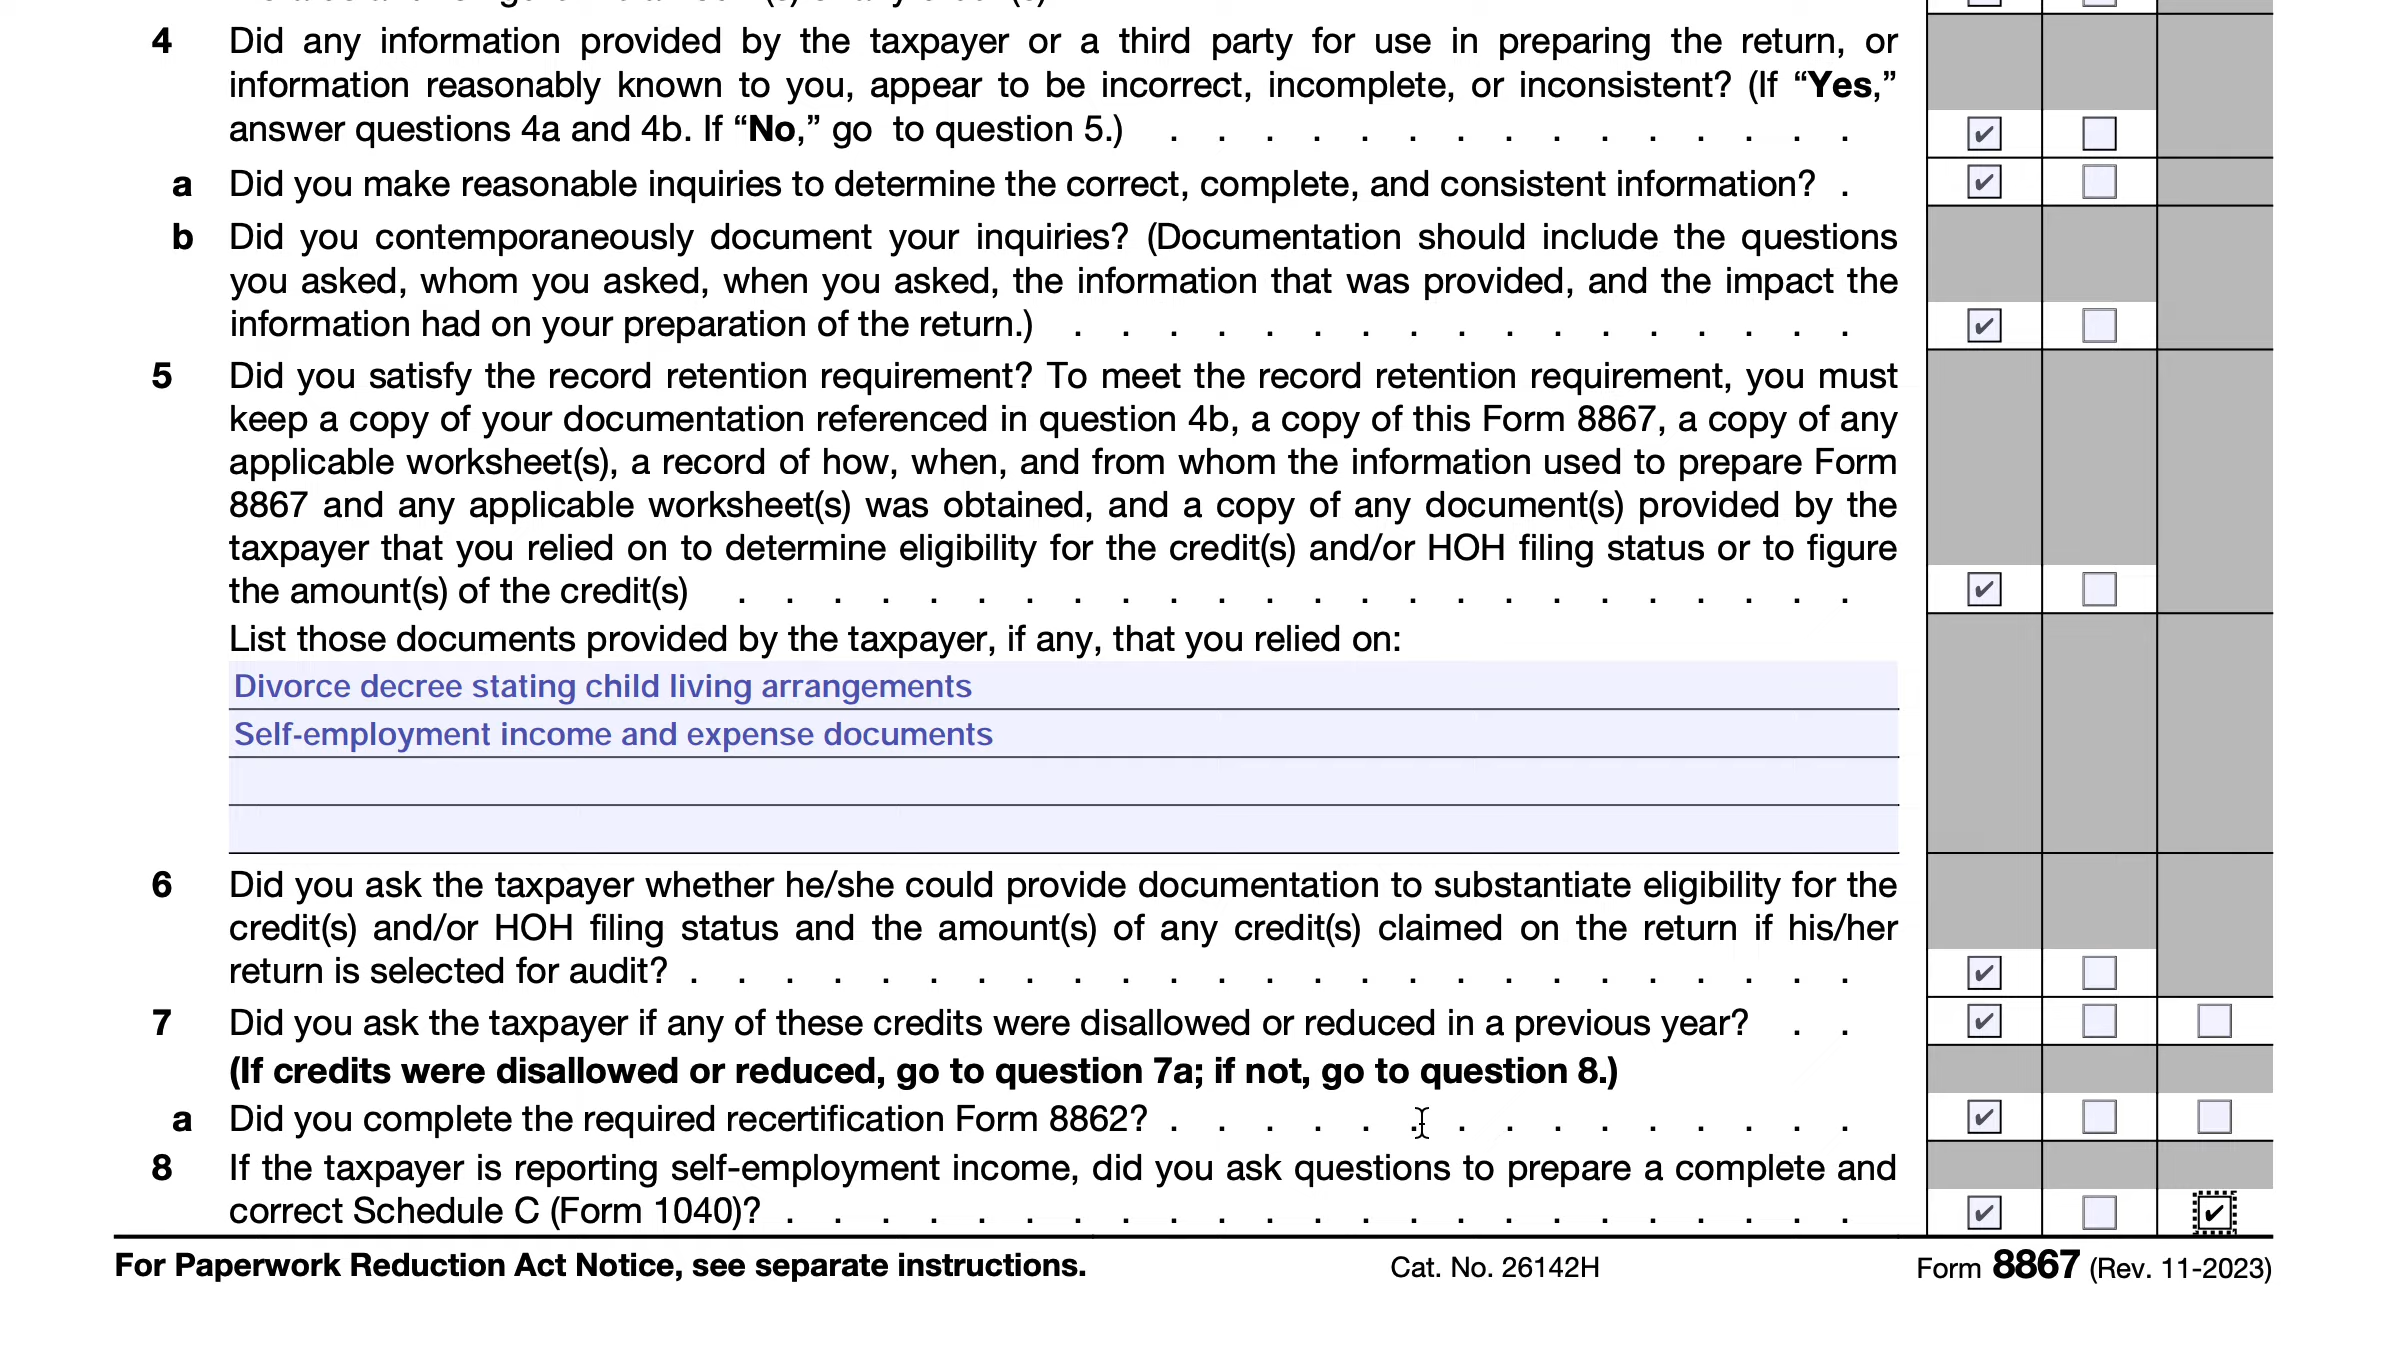 4 Did any information provided by the taxpayer or a third party for use in preparing the return, or
information reasonably known to you, appear to be incorrect, incomplete, or inconsistent? (If “Yes,”
answer questions 4a and 4b. If “No,” go to question 5.) . . . . . . . . . . . . . . .
a Did you make reasonable inquiries to determine the correct, complete, and consistent information? .
b Did you contemporaneously document your inquiries? (Documentation should include the questions
you asked, whom you asked, when you asked, the information that was provided, and the impact the
information had on your preparation of the return.) . . . . . . . . . . . . . . . . .
5 Did you satisfy the record retention requirement? To meet the record retention requirement, you must
keep a copy of your documentation referenced in question 4b, a copy of this Form 8867, a copy of any
applicable worksheet(s), a record of how, when, and from whom the information used to prepare Form
8867 and any applicable worksheet(s) was obtained, and a copy of any document(s) provided by the
taxpayer that you relied on to determine eligibility for the credit(s) and/or HOH filing status or to figure
the amount(s) of the credit(s) . . . . . . . . . . . . . . . . . . . . . . . .
List those documents provided by the taxpayer, if any, that you relied on:
Divorce decree stating child living arrangements
Self-employment income and expense documents
6 Did you ask the taxpayer whether he/she could provide documentation to substantiate eligibility for the
credit(s) and/or HOH filing status and the amount(s) of any credit(s) claimed on the return if his/her
return is selected for audit? . . . . . . . . . . . . . . . . . . . . . . . . .
7 Did you ask the taxpayer if any of these credits were disallowed or reduced in a previous year? . .
(If credits were disallowed or reduced, go to question 7a; if not, go to question 8.)
a Did you complete the required recertification Form 8862? . . . . . . . . . . . . . . .
8 If the taxpayer is reporting self-employment income, did you ask questions to prepare a complete and
correct Schedule C (Form 1040)? . . . . . . . . . . . . . . . . . . . . . . .
For Paperwork Reduction Act Notice, see separate instructions. Cat. No. 26142H Form 8867 (Rev. 11-2023)